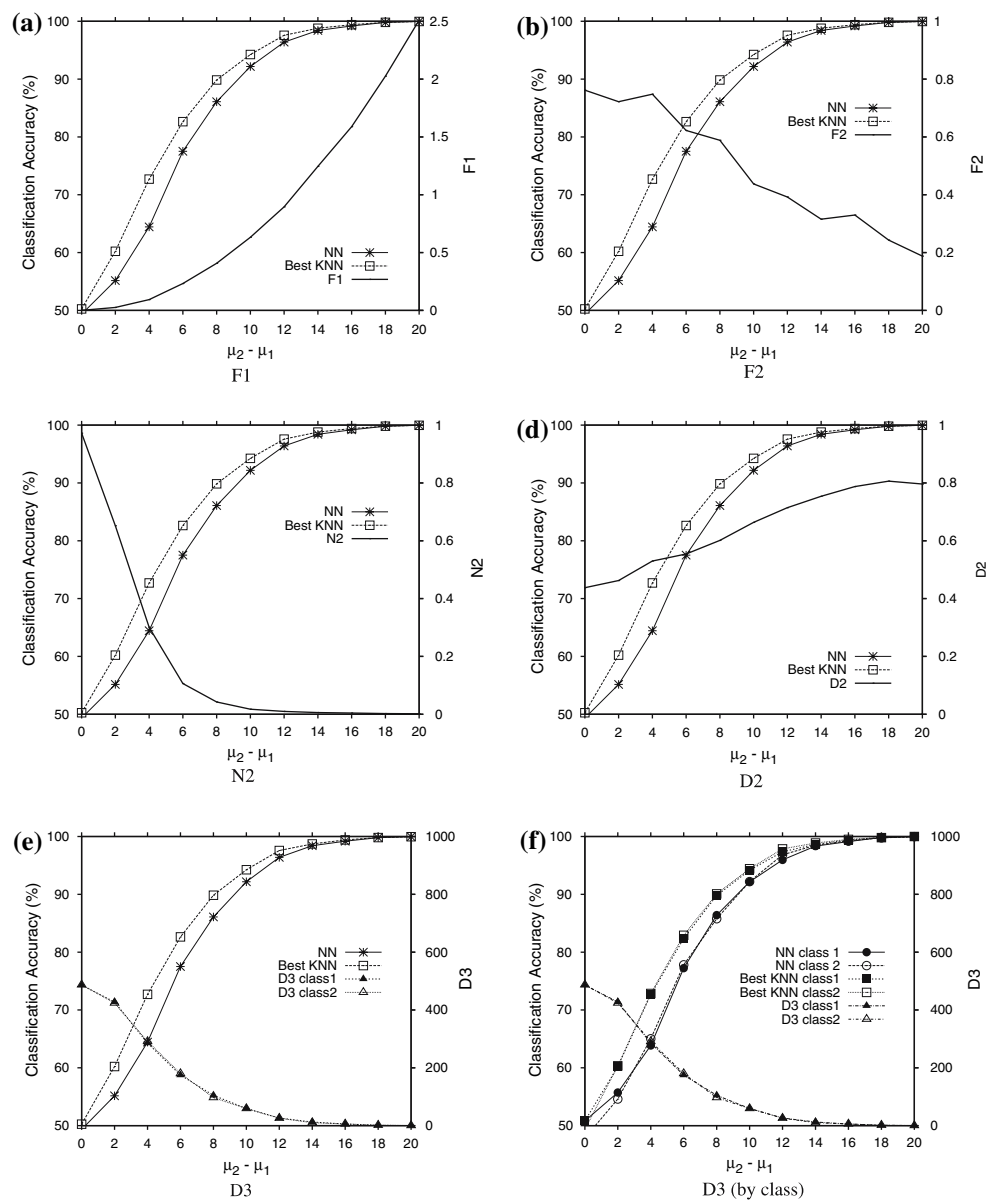 (a)
100
90
80
70
60
50
Classification Accuracy (%)
2.5
2
1.5
1
0.5
0
F1
NN
Best KNN
F1
0 2 4 6 8 10 12 14 16 18 20
μ2 - μ1
F1
(b)
100
90
80
70
60
50
Classification Accuracy (%)
1
0.8
0.6
0.4
0.2
0
F2
NN
Best KNN
F2
0 2 4 6 8 10 12 14 16 18 20
μ2 - μ1
F2
100
90
80
70
60
50
Classification Accuracy (%)
1
0.8
0.6
0.4
0.2
0
N2
NN
Best KNN
N2
0 2 4 6 8 10 12 14 16 18 20
μ2 - μ1
N2
(d)
100
90
80
70
60
50
Classification Accuracy (%)
1
0.8
0.6
0.4
0.2
0
D2
NN
Best KNN
D2
0 2 4 6 8 10 12 14 16 18 20
μ2 - μ1
D2
(e)
100
90
80
70
60
50
Classification Accuracy (%)
1000
800
600
400
200
0
D3
NN
Best KNN
D3 class1
D3 class2
0 2 4 6 8 10 12 14 16 18 20
μ2 - μ1
D3
(f)
100
90
80
70
60
50
Classification Accuracy (%)
1000
800
600
400
200
0
D3
NN class 1
NN class 2
Best KNN class1
Best KNN class2
D3 class1
D3 class2
0 2 4 6 8 10 12 14 16 18 20
μ2 - μ1
D3 (by class)